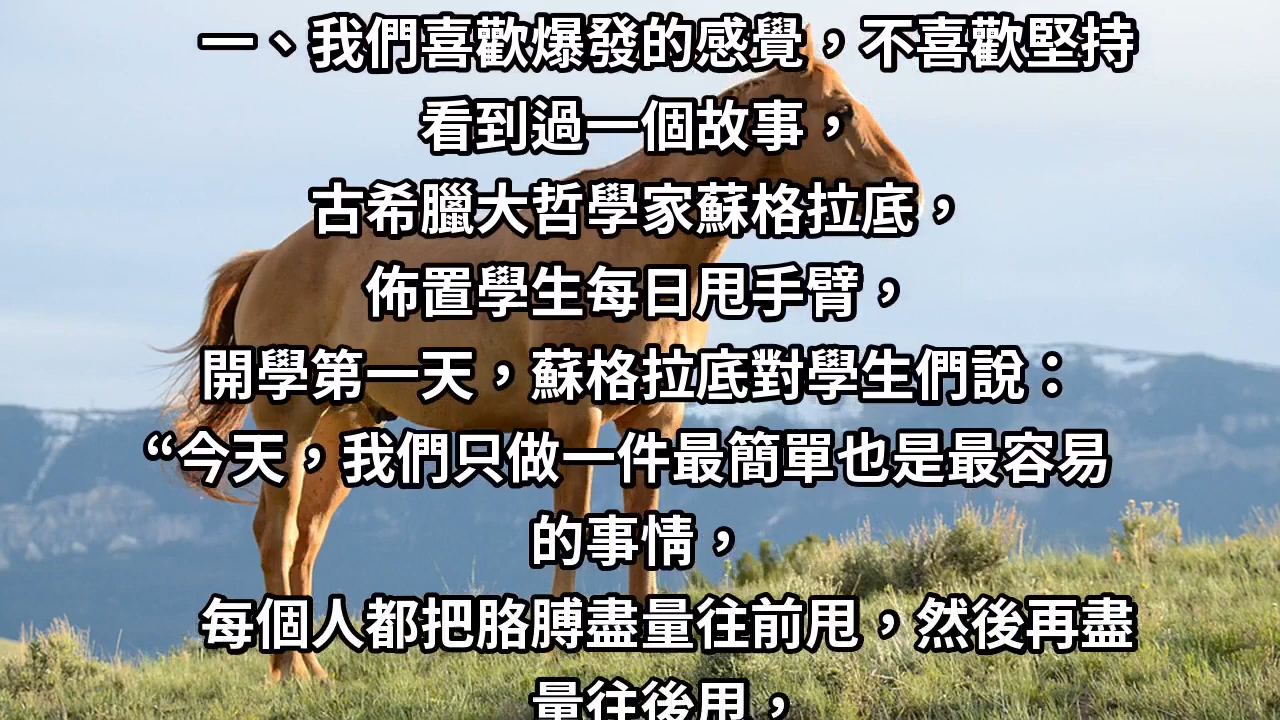 一、我們喜歡爆發的感覺，不喜歡堅持
看到過一個故事，
古希臘大哲學家蘇格拉底，
佈置學生每日甩手臂，
開學第一天，蘇格拉底對學生們說：
“今天，我們只做一件最簡單也是最容易
的事情，
每個人都把胳膊盡量往前甩，然後再盡
量往後甩，